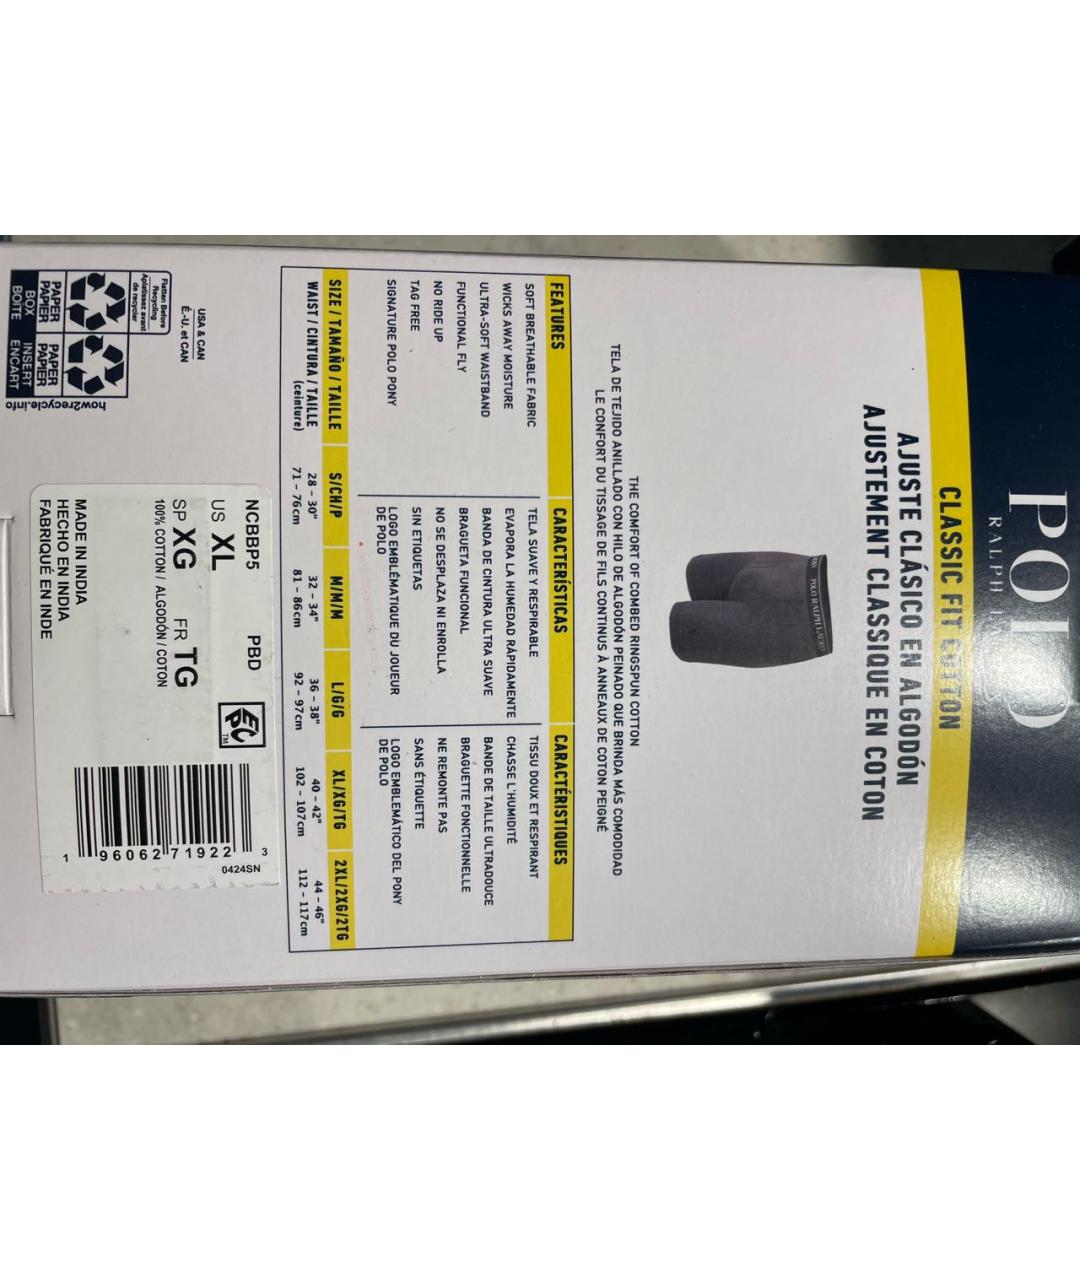 POLO
RALPH L
CLASSIC FIT COTTON
AJUSTE CLÁSICO EN ALGODÓN
AJUSTEMENT CLASSIQUE EN COTON
POLO RALPH LAUREN
THE COMFORT OF COMBED RINGSPUN COTTON
TELA DE TEJIDO ANILLADO CON HILO DE ALGODÓN PEINADO QUE BRINDA MÁS COMODIDAD
LE CONFORT DU TISSAGE DE FILS CONTINUS À ANNEAUX DE COTON PEIGNÉ
FEATURES
SOFT BREATHABLE FABRIC
WICKS AWAY MOISTURE
ULTRA-SOFT WAISTBAND
FUNCTIONAL FLY
NO RIDE UP
TAG FREE
SIGNATURE POLO PONY
CARACTERÍSTICAS
TELA SUAVE Y RESPIRABLE
EVAPORA LA HUMEDAD RÁPIDAMENTE
BANDA DE CINTURA ULTRA SUAVE
BRAGUETA FUNCIONAL
NO SE DESPLAZA NI ENROLLA
SIN ETIQUETAS
LOGO EMBLÉMATIQUE DU JOUEUR
DE POLO
CARACTÉRISTIQUES
TISSU DOUX ET RESPIRANT
CHASSE L'HUMIDITÉ
BANDE DE TAILLE ULTRADOUCE
BRAGUETTE FONCTIONNELLE
NE REMONTE PAS
SANS ÉTIQUETTE
LOGO EMBLEMÁTICO DEL PONY
DE POLO
SIZE / TAMAÑO / TAILLE S/CH/P M/M/M L/G/G XL/XG/TG 2XL/2XG/2TG
WAIST / CINTURA / TAILLE 28 - 30" 32 - 34" 36 - 38" 40 - 42" 44 - 46"
(ceinture) 71 - 76cm 81 - 86cm 92 - 97cm 102 - 107cm 112 - 117cm
USA & CAN
É.-U. et CAN
Flatten Before
Recycling
Aplatissez avant
de recycler
PAPER
PAPIER
BOX
BOÎTE
PAPER
PAPIER
INSERT
ENCART
how2recycle.info
NCBBP5 PBD
US XL
SP XG FR TG
100% COTTON / ALGODÓN / COTON
EPC TM
1 96062 71922 3
0424SN
MADE IN INDIA
HECHO EN INDIA
FABRIQUÉ EN INDE